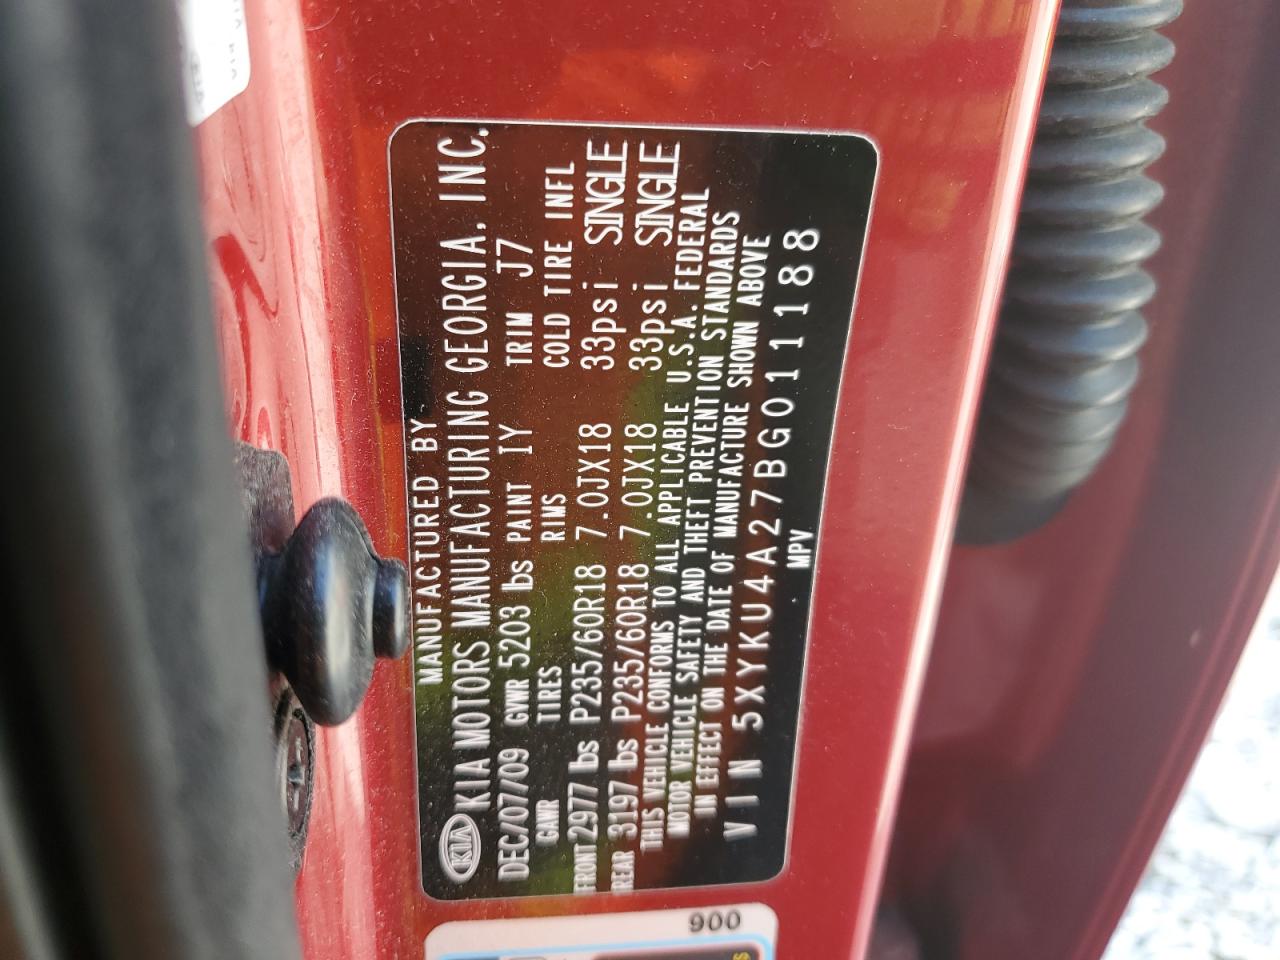 MANUFACTURED BY
KIA KIA MOTORS MANUFACTURING GEORGIA, INC.
DEC/07/09 GVWR 5203 lbs PAINT IY TRIM J7
GAWR TIRES RIMS COLD TIRE INFL
FRONT 2977 lbs P235/60R18 7.0JX18 33psi SINGLE
REAR 3197 lbs P235/60R18 7.0JX18 33psi SINGLE
THIS VEHICLE CONFORMS TO ALL APPLICABLE U.S.A. FEDERAL
MOTOR VEHICLE SAFETY AND THEFT PREVENTION STANDARDS
IN EFFECT ON THE DATE OF MANUFACTURE SHOWN ABOVE
VIN 5XYKU4A27BG011188
MPV
900